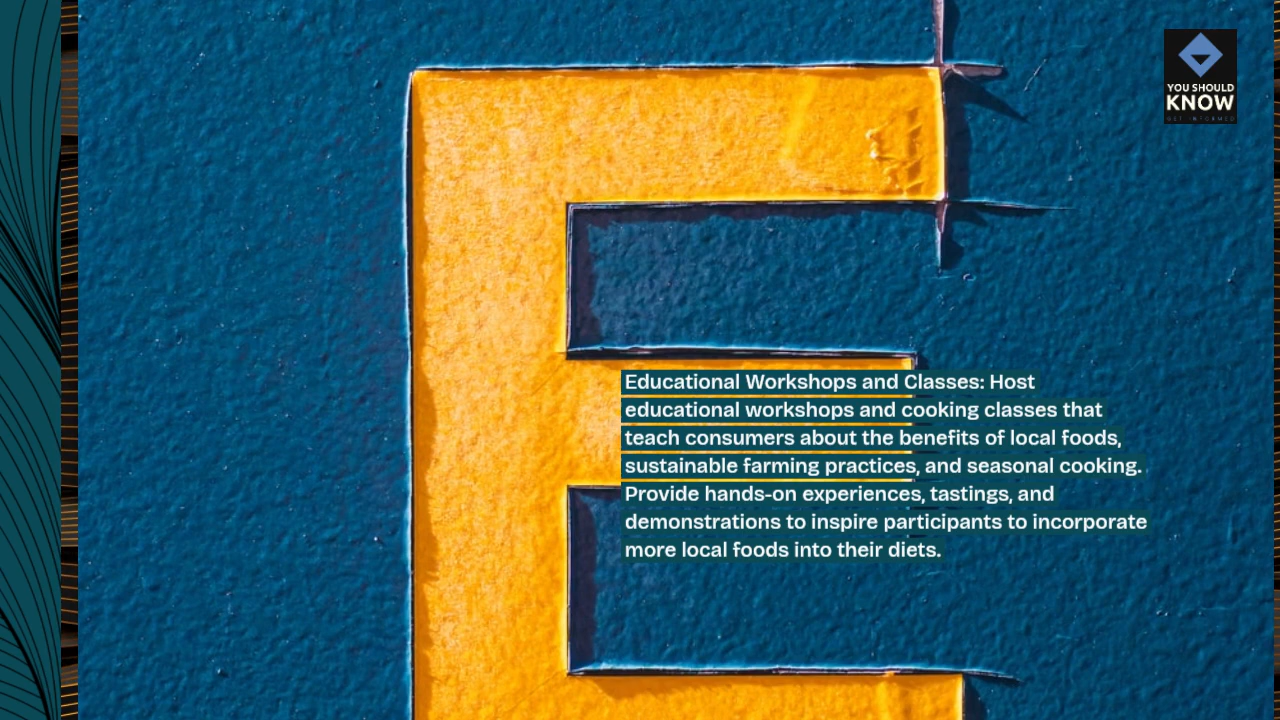 YOU SHOULD
KNOW
GET INFORMED
E
Educational Workshops and Classes: Host
educational workshops and cooking classes that
teach consumers about the benefits of local foods,
sustainable farming practices, and seasonal cooking.
Provide hands-on experiences, tastings, and
demonstrations to inspire participants to incorporate
more local foods into their diets.